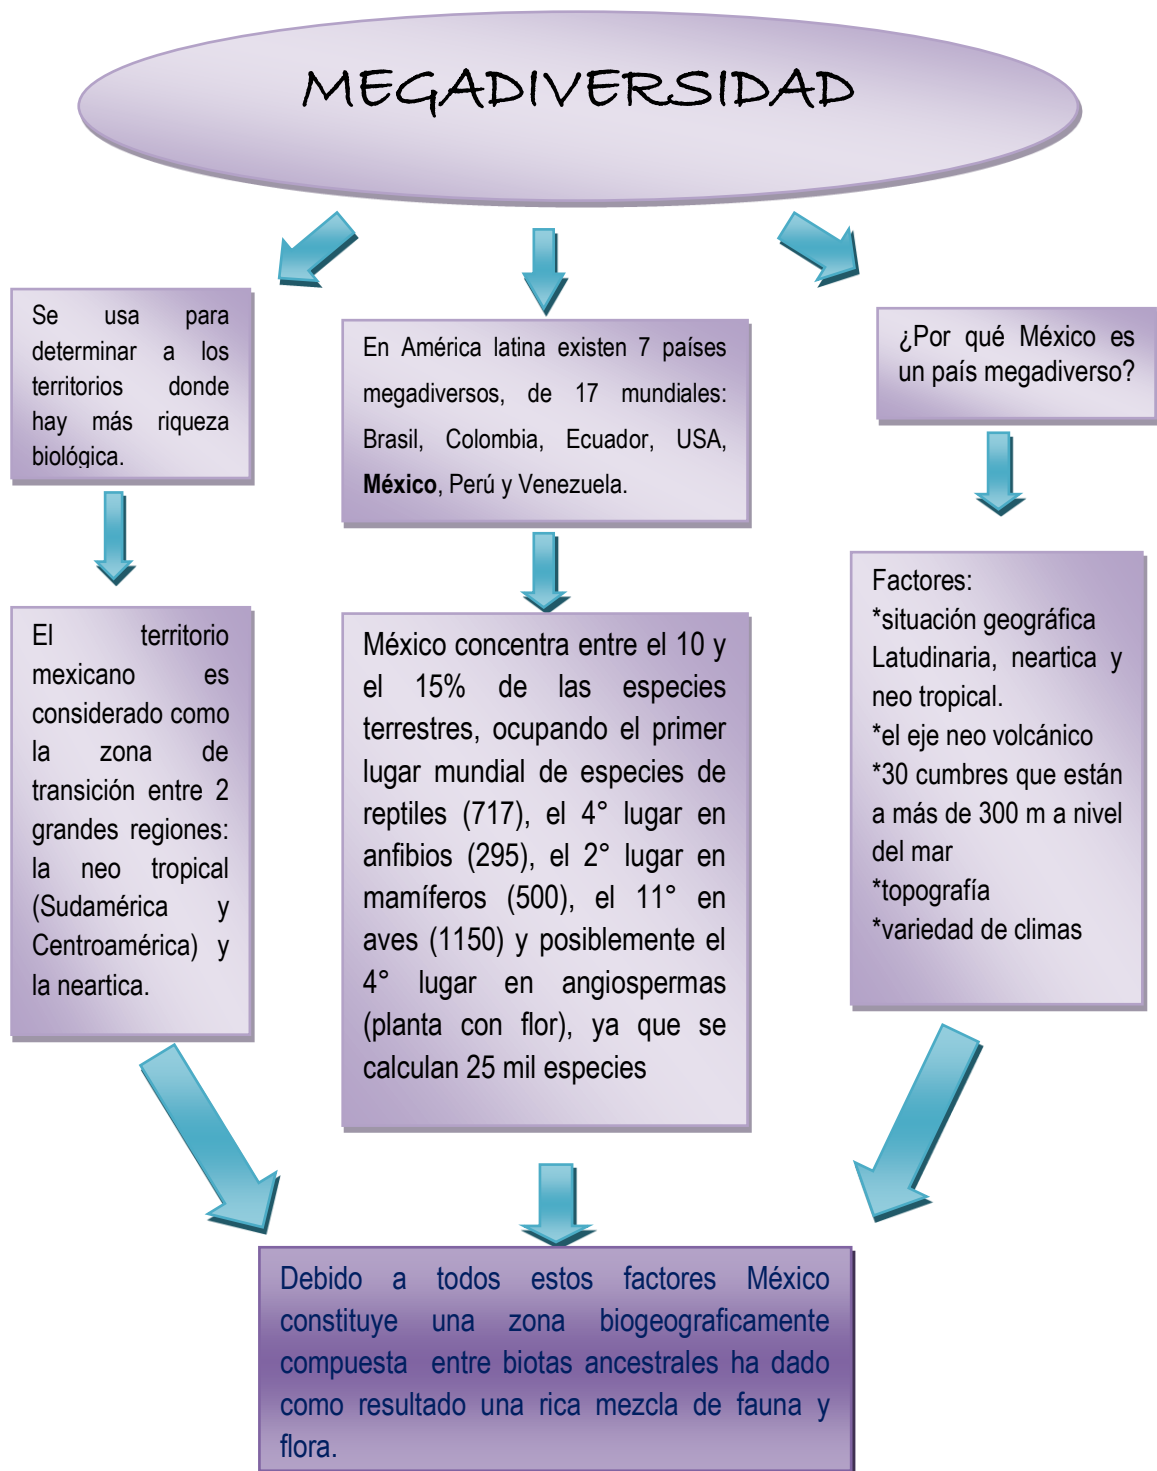 MEGADIVERSIDAD
Se usa para
determinar a los
territorios donde
hay más riqueza
biológica.
En América latina existen 7 países
megadiversos, de 17 mundiales:
Brasil, Colombia, Ecuador, USA,
México, Perú y Venezuela.
¿Por qué México es
un país megadiverso?
El territorio
mexicano es
considerado como
la zona de
transición entre 2
grandes regiones:
la neo tropical
(Sudamérica y
Centroamérica) y
la neartica.
México concentra entre el 10 y
el 15% de las especies
terrestres, ocupando el primer
lugar mundial de especies de
reptiles (717), el 4° lugar en
anfibios (295), el 2° lugar en
mamíferos (500), el 11° en
aves (1150) y posiblemente el
4° lugar en angiospermas
(planta con flor), ya que se
calculan 25 mil especies
Factores:
*situación geográfica
Latudinaria, neartica y
neo tropical.
*el eje neo volcánico
*30 cumbres que están
a más de 300 m a nivel
del mar
*topografía
*variedad de climas
Debido a todos estos factores México
constituye una zona biogeograficamente
compuesta entre biotas ancestrales ha dado
como resultado una rica mezcla de fauna y
flora.